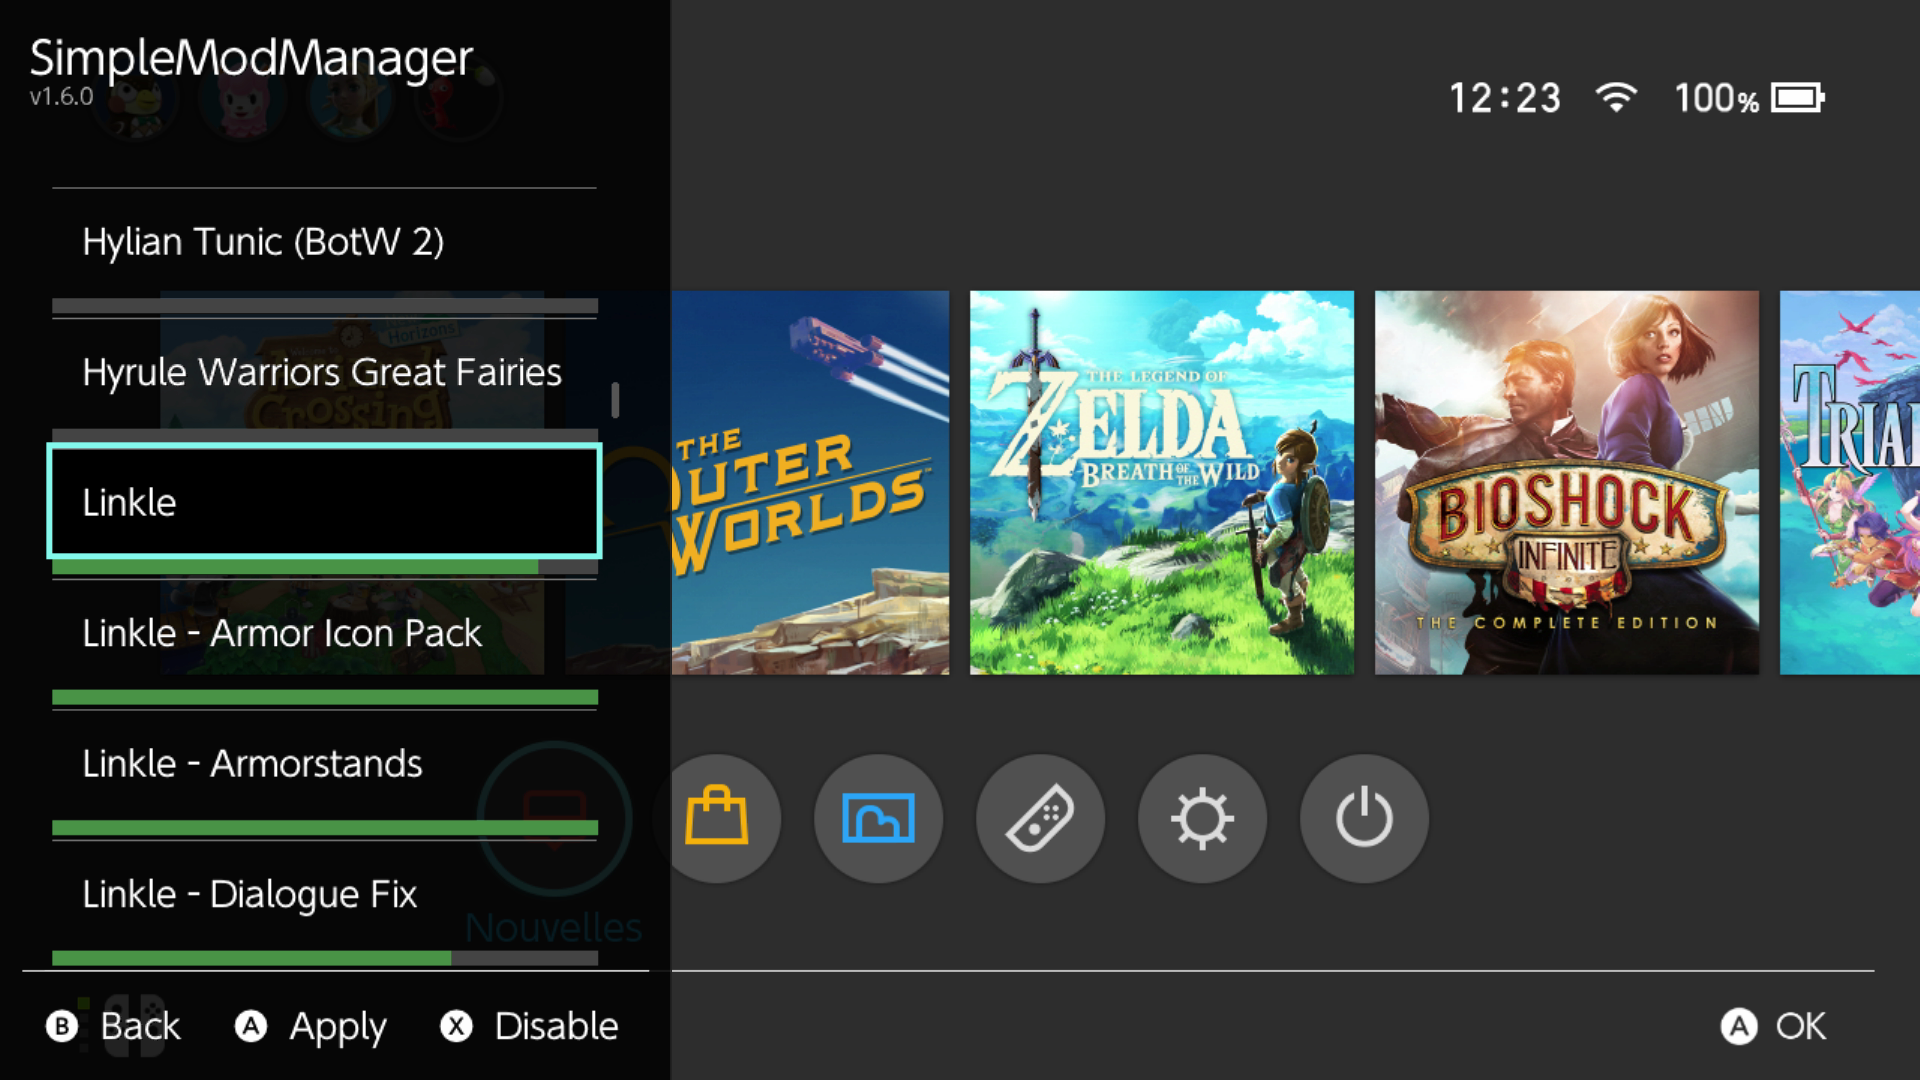 SimpleModManager
v1.6.0
12:23
100%
Hylian Tunic (BotW 2)
Hyrule Warriors Great Fairies
Linkle
Linkle - Armor Icon Pack
Linkle - Armorstands
Linkle - Dialogue Fix
Horizons
Crossing
THE
OUTER
WORLDS
THE LEGEND OF
ZELDA
BREATH OF THE WILD
BIOSHOCK
INFINITE
THE COMPLETE EDITION
TRIAL
Nouvelles
B Back
A Apply
X Disable
A OK